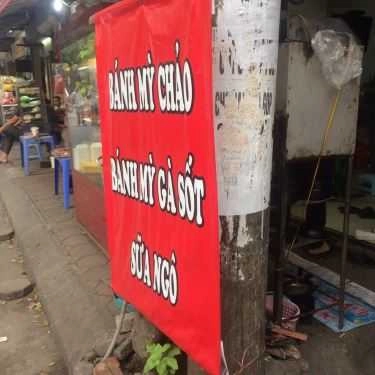 BÁNH MỲ CHẢO
BÁNH MỲ GÀ SỐT
SỮA NGÔ